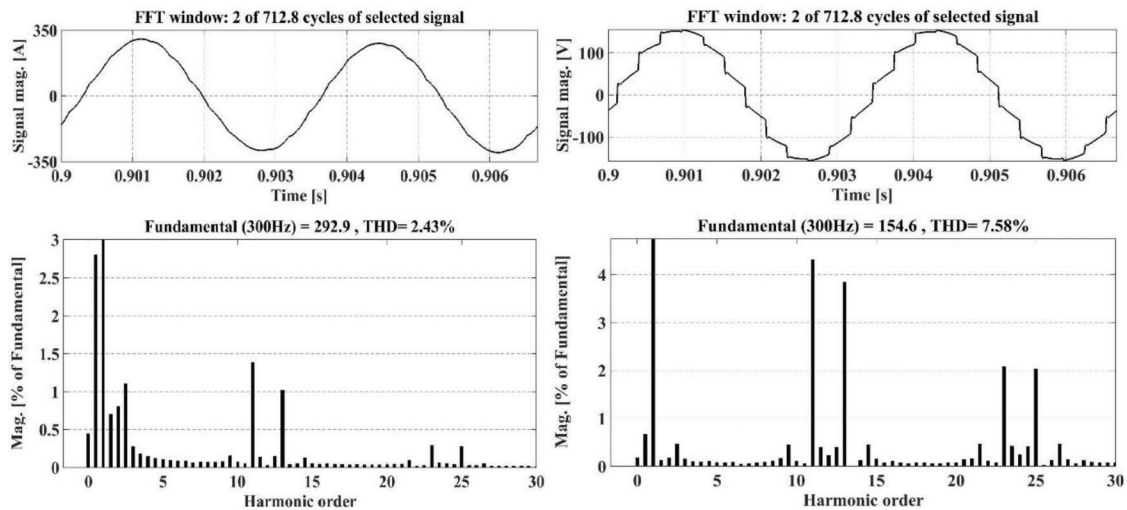 FFT window: 2 of 712.8 cycles of selected signal
Signal mag. [A]
350
0
-350
0.9 0.901 0.902 0.903 0.904 0.905 0.906
Time [s]
FFT window: 2 of 712.8 cycles of selected signal
Signal mag. [V]
100
0
-100
0.9 0.901 0.902 0.903 0.904 0.905 0.906
Time [s]
Fundamental (300Hz) = 292.9 , THD= 2.43%
Mag. [% of Fundamental]
3
2.5
2
1.5
1
0.5
0
0 5 10 15 20 25 30
Harmonic order
Fundamental (300Hz) = 154.6 , THD= 7.58%
Mag. [% of Fundamental]
4
3
2
1
0
0 5 10 15 20 25 30
Harmonic order